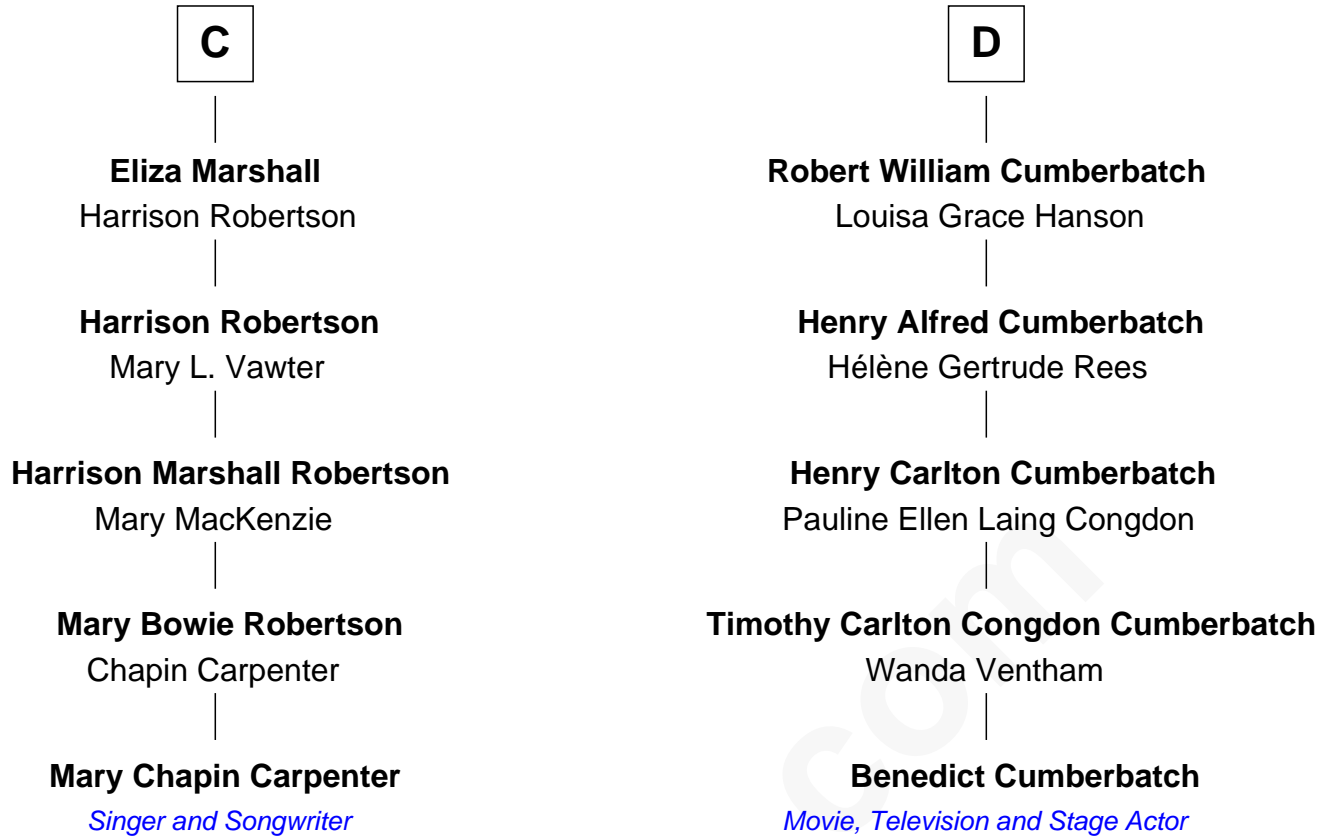 C
Eliza Marshall
Harrison Robertson
Harrison Robertson
Mary L. Vawter
Harrison Marshall Robertson
Mary MacKenzie
Mary Bowie Robertson
Chapin Carpenter
Mary Chapin Carpenter
Singer and Songwriter
D
Robert William Cumberbatch
Louisa Grace Hanson
Henry Alfred Cumberbatch
Hélène Gertrude Rees
Henry Carlton Cumberbatch
Pauline Ellen Laing Congdon
Timothy Carlton Congdon Cumberbatch
Wanda Ventham
Benedict Cumberbatch
Movie, Television and Stage Actor
com